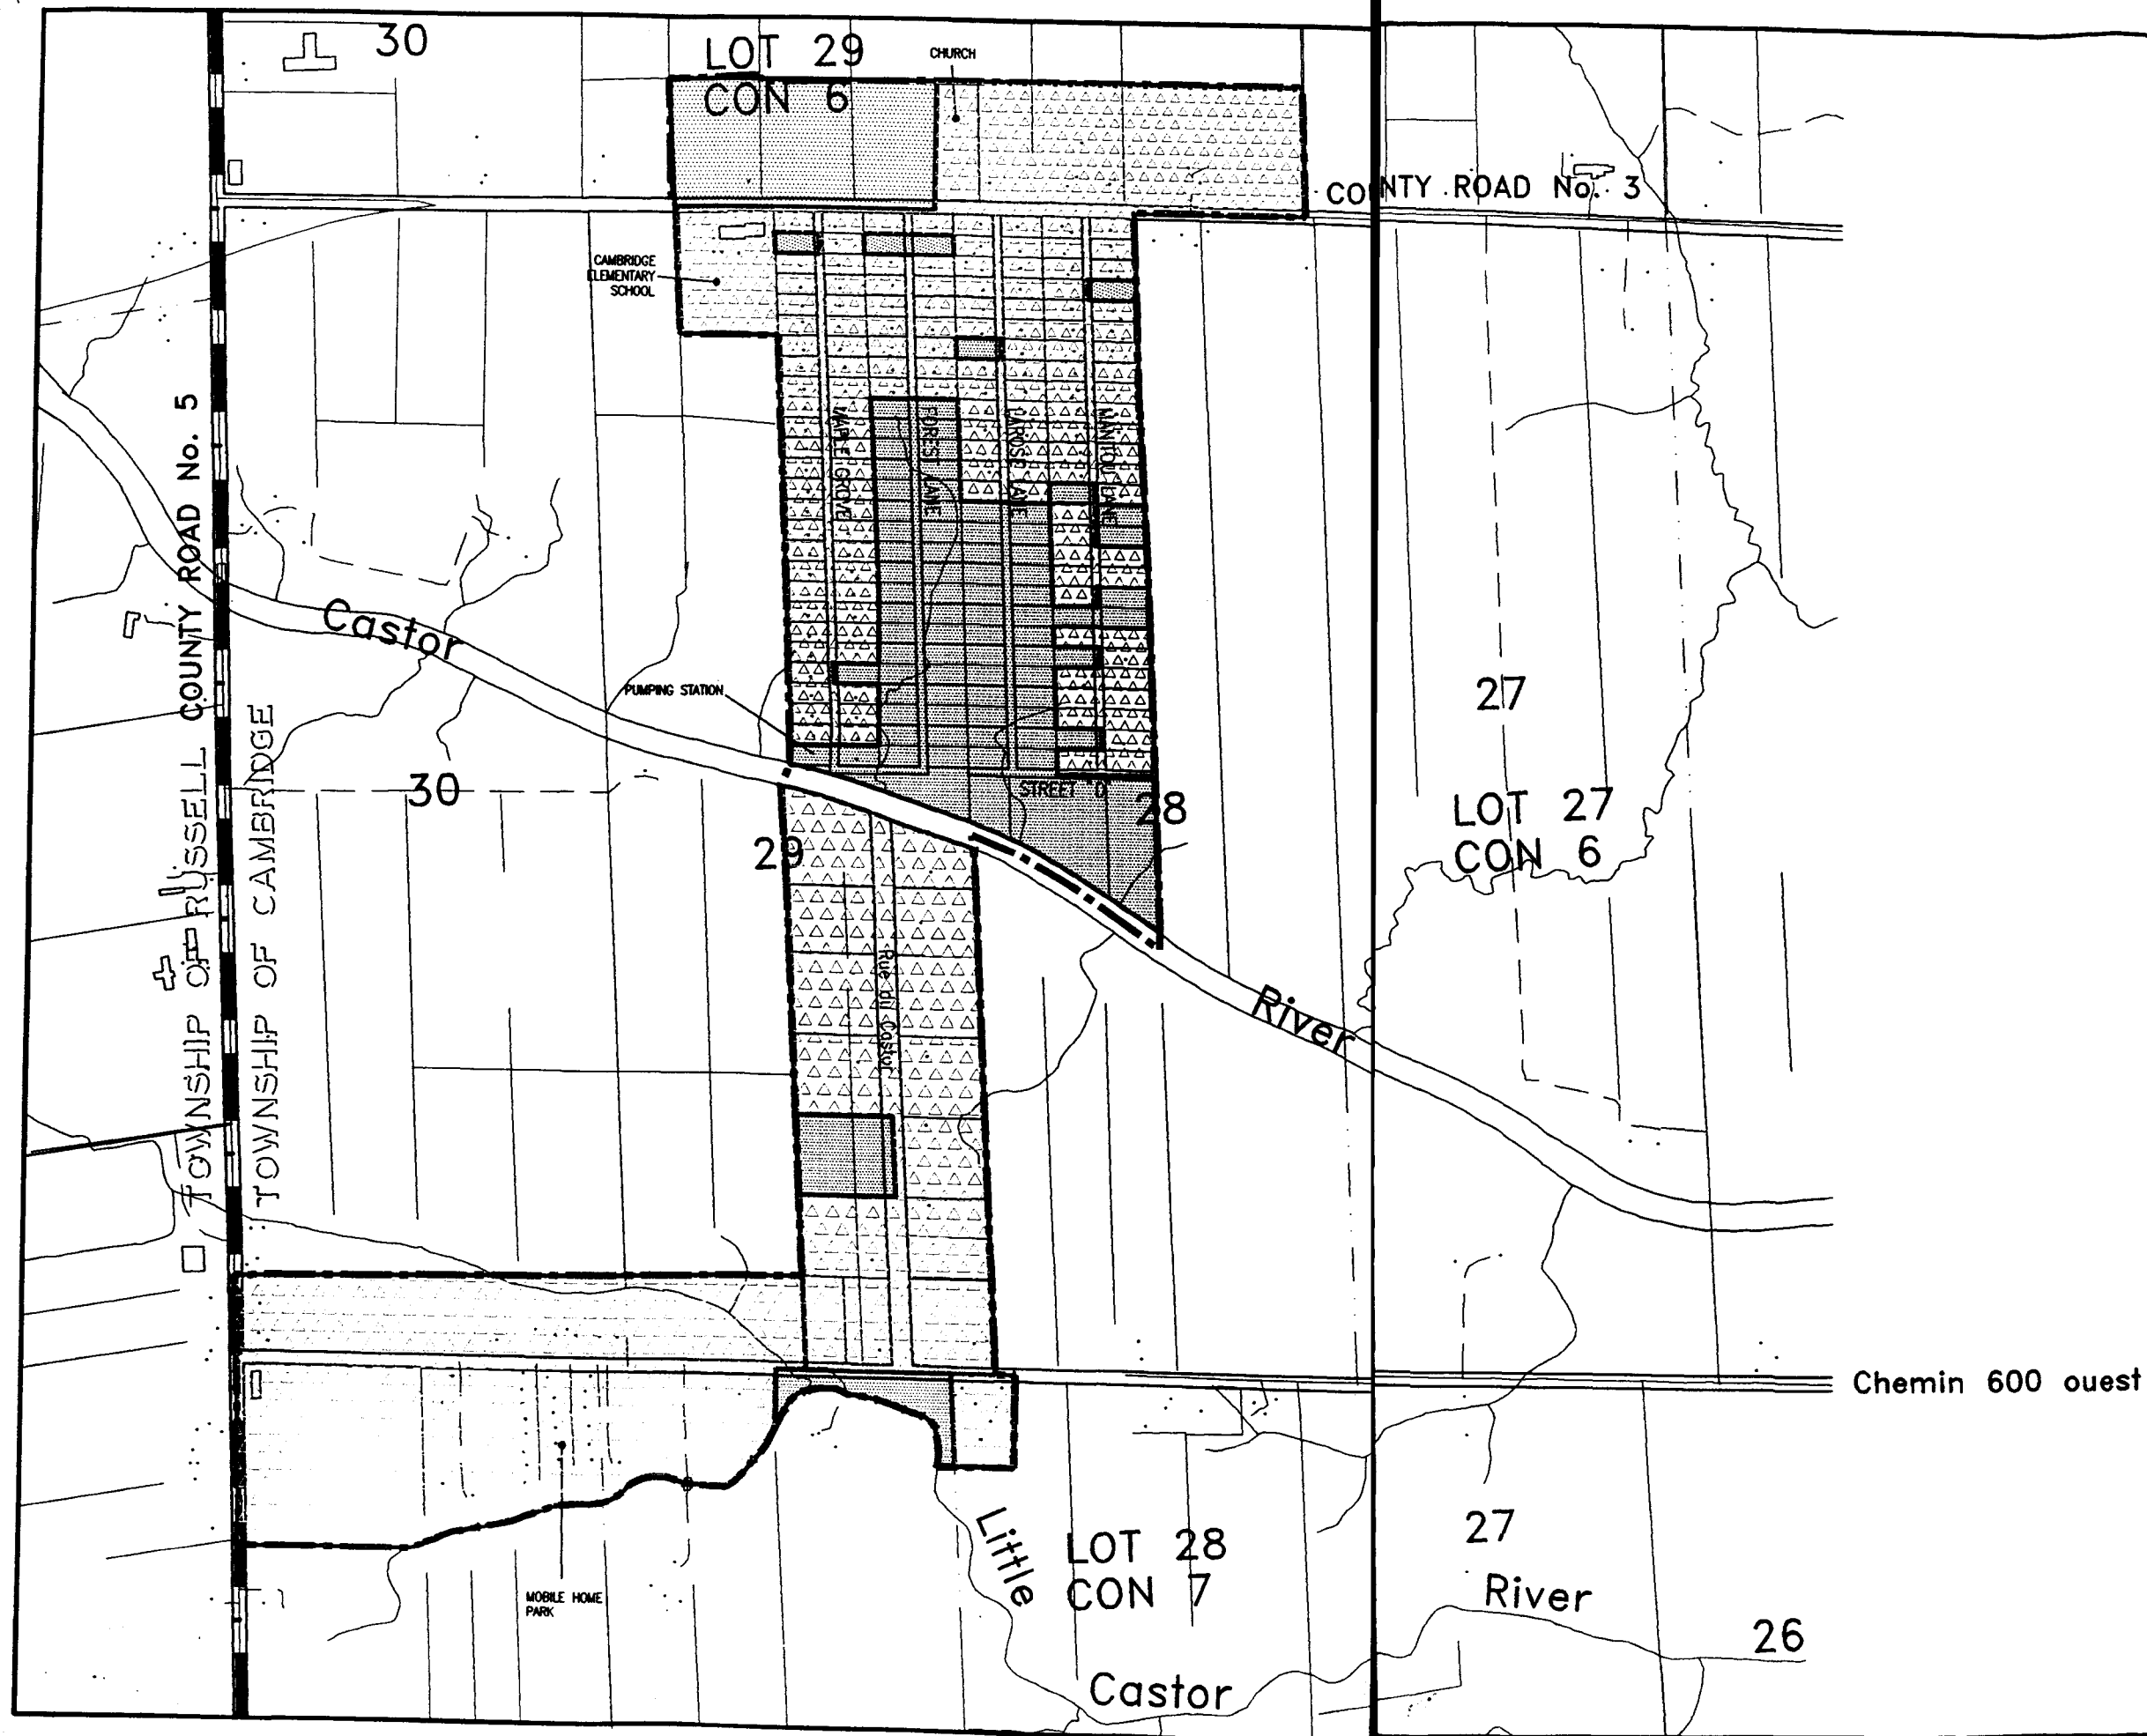 30
LOT 29
CON 6
CHURCH
COUNTY ROAD No. 3
CAMBRIDGE
ELEMENTARY
SCHOOL
COUNTY ROAD No. 5
MAPLE GROVE
FOREST LANE
LAROSE LANE
MANITOU LANE
Castor
PUMPING STATION
27
30
STREET D
28
29
LOT 27
CON 6
TOWNSHIP OF RUSSELL
TOWNSHIP OF CAMBRIDGE
Rue du Castor
River
Chemin 600 ouest
MOBILE HOME
PARK
Little
LOT 28
CON 7
27
River
26
Castor